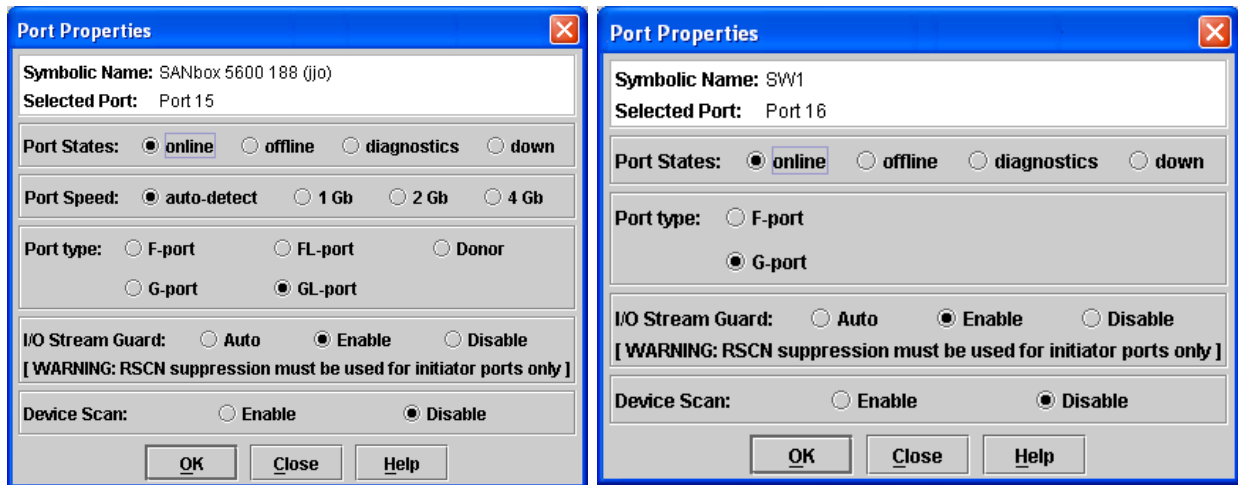 Port Properties
Symbolic Name: SANbox 5600 188 (jjo)
Selected Port: Port 15
Port States: online offline diagnostics down
Port Speed: auto-detect 1 Gb 2 Gb 4 Gb
Port type: F-port FL-port Donor
G-port GL-port
I/O Stream Guard: Auto Enable Disable
[ WARNING: RSCN suppression must be used for initiator ports only ]
Device Scan: Enable Disable
OK Close Help
Port Properties
Symbolic Name: SW1
Selected Port: Port 16
Port States: online offline diagnostics down
Port type: F-port
G-port
I/O Stream Guard: Auto Enable Disable
[ WARNING: RSCN suppression must be used for initiator ports only ]
Device Scan: Enable Disable
OK Close Help